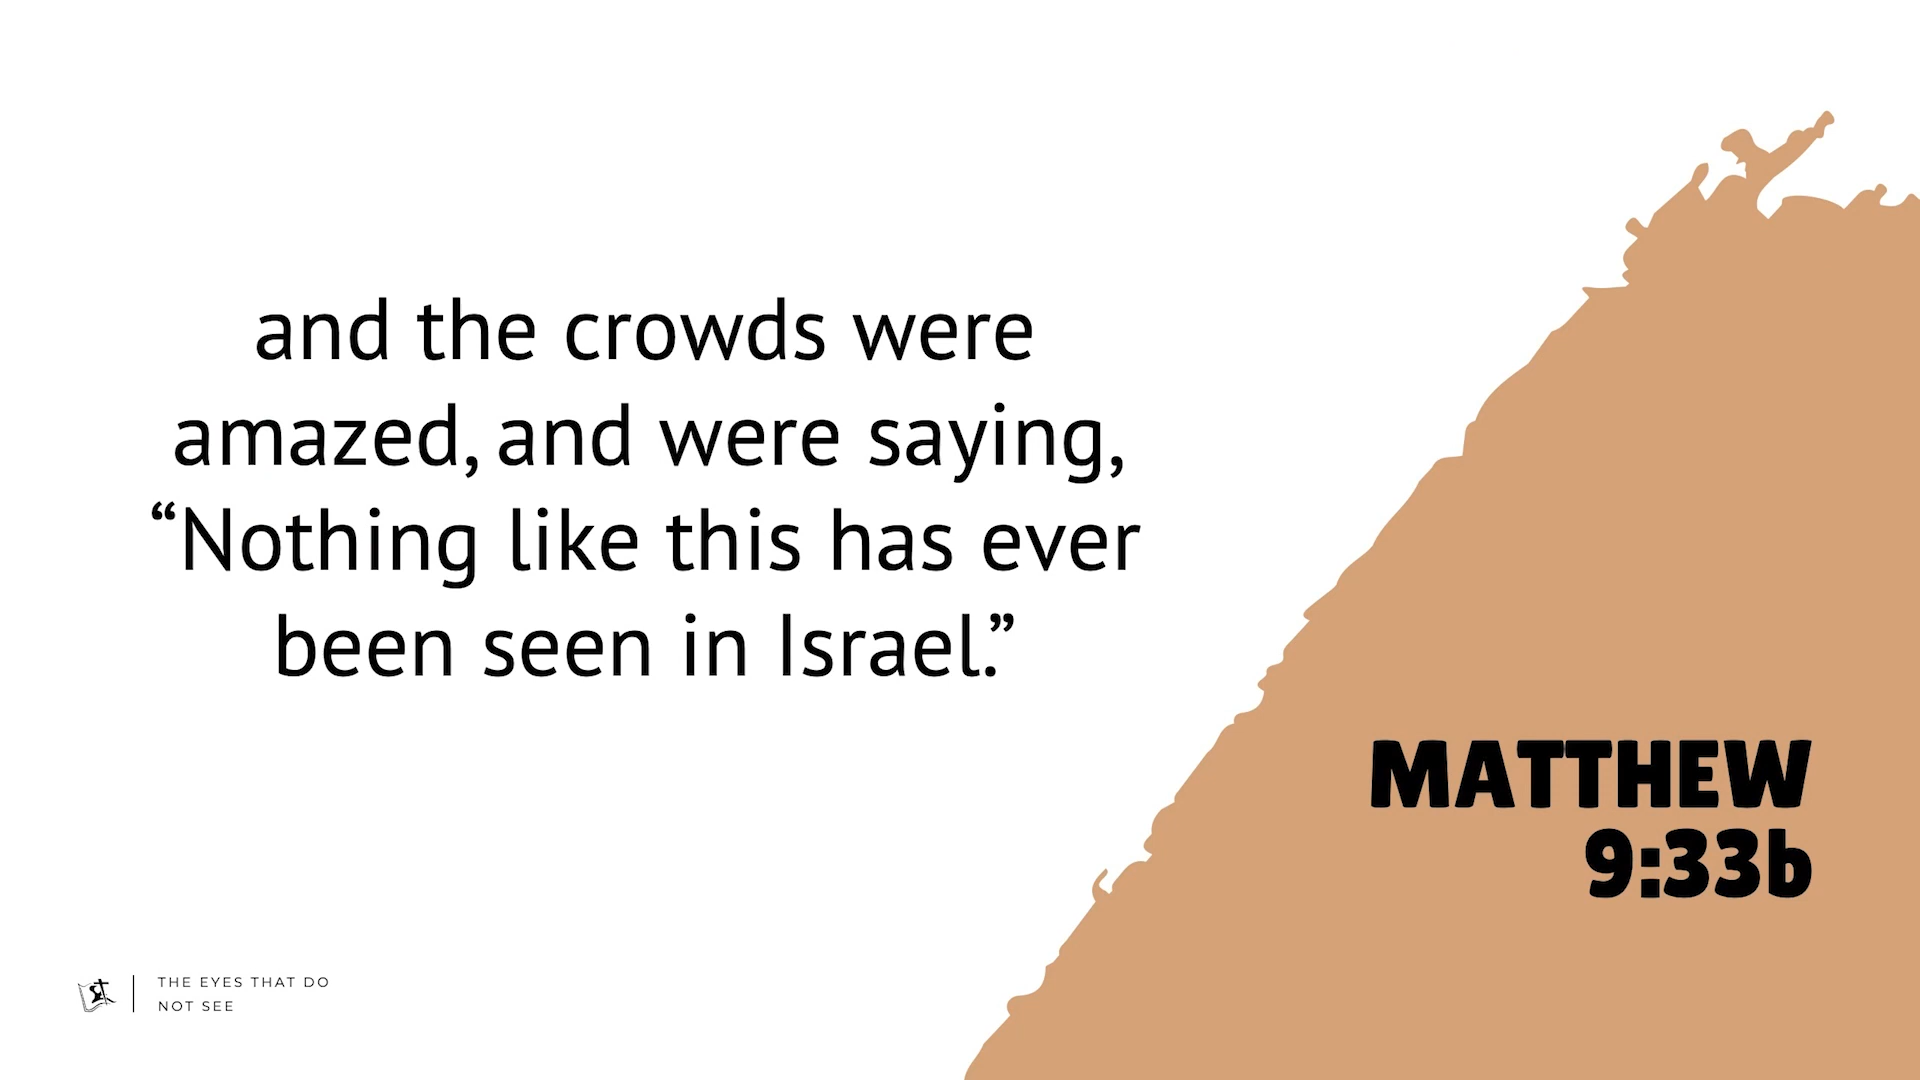 and the crowds were
amazed, and were saying,
“Nothing like this has ever
been seen in Israel.”
MATTHEW
9:33b
THE EYES THAT DO
NOT SEE